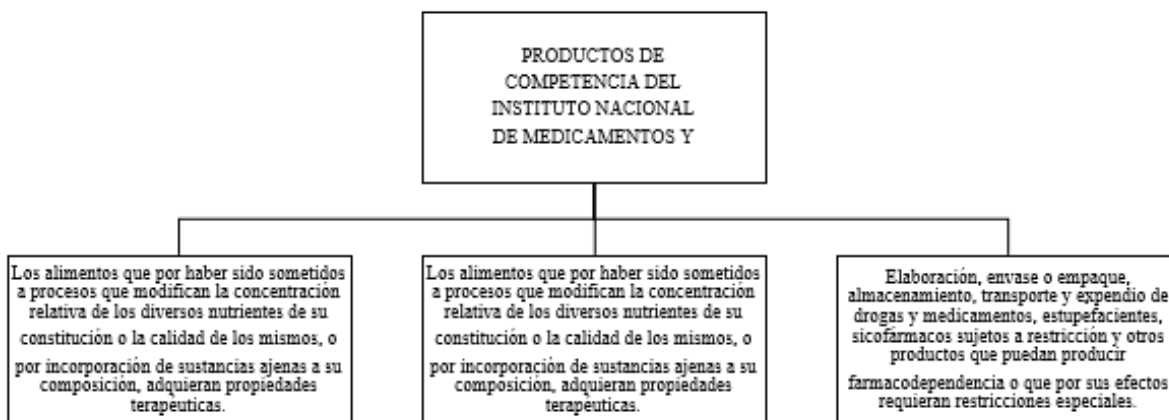 PRODUCTOS DE
COMPETENCIA DEL
INSTITUTO NACIONAL
DE MEDICAMENTOS Y
Los alimentos que por haber sido sometidos
a procesos que modifican la concentración
relativa de los diversos nutrientes de su
constitución o la calidad de los mismos, o
por incorporación de sustancias ajenas a su
composición, adquieran propiedades
terapéuticas.
Los alimentos que por haber sido sometidos
a procesos que modifican la concentración
relativa de los diversos nutrientes de su
constitución o la calidad de los mismos, o
por incorporación de sustancias ajenas a su
composición, adquieran propiedades
terapéuticas.
Elaboración, envase o empaque,
almacenamiento, transporte y expendio de
drogas y medicamentos, estupefacientes,
sicofármacos sujetos a restricción y otros
productos que puedan producir
farmacodependencia o que por sus efectos
requieran restricciones especiales.